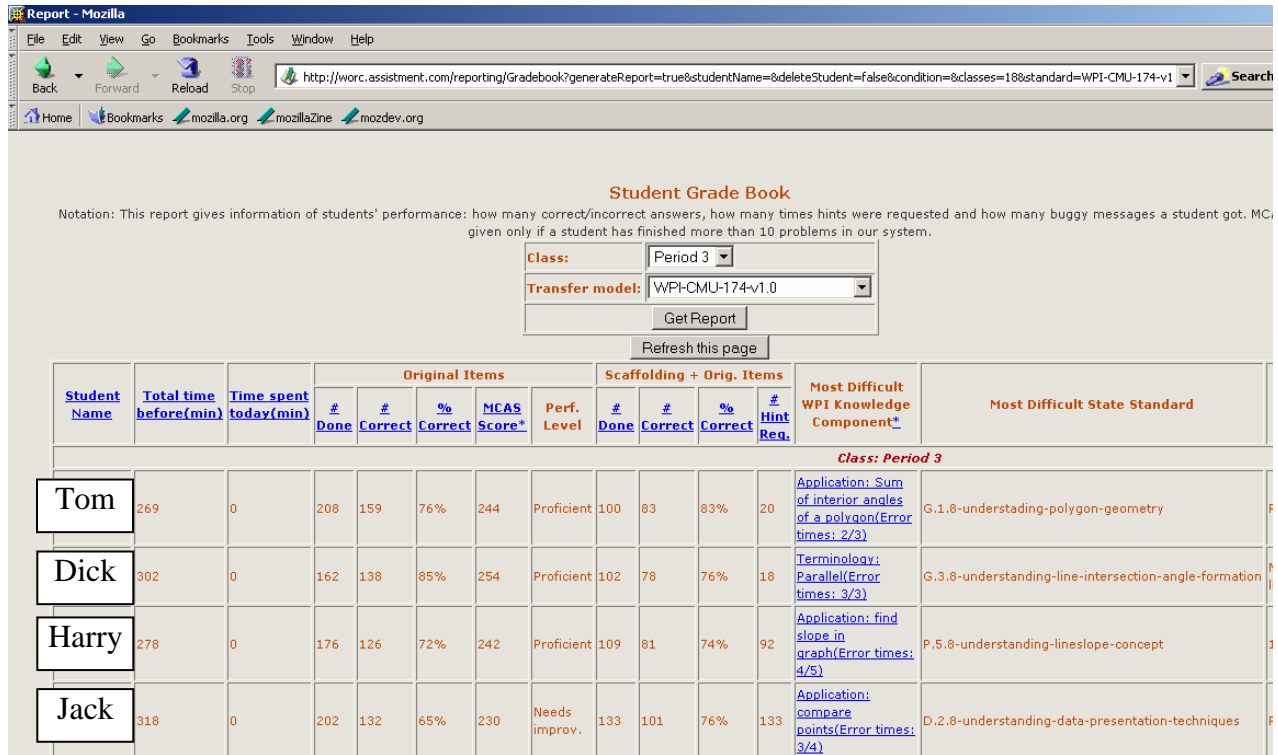 Report - Mozilla
File Edit View Go Bookmarks Tools Window Help
Back Forward Reload Stop http://worc.assistment.com/reporting/Gradebook?generateReport=true&studentName=&deleteStudent=false&condition=&classes=18&standard=WPI-CMU-174-v1 Search
Home Bookmarks mozilla.org mozillaZine mozdev.org
Student Grade Book
Notation: This report gives information of students' performance: how many correct/incorrect answers, how many times hints were requested and how many buggy messages a student got. MC
given only if a student has finished more than 10 problems in our system.
Class: Period 3
Transfer model: WPI-CMU-174-v1.0
Get Report
Refresh this page
Student Name Total time before(min) Time spent today(min) Original Items Scaffolding + Orig. Items Most Difficult WPI Knowledge Component* Most Difficult State Standard
# Done # Correct % Correct MCAS Score* Perf. Level # Done # Correct % Correct # Hint Req.
Class: Period 3
Tom 269 0 208 159 76% 244 Proficient 100 83 83% 20 Application: Sum of interior angles of a polygon(Error times: 2/3) G.1.8-understading-polygon-geometry
Dick 302 0 162 138 85% 254 Proficient 102 78 76% 18 Terminology: Parallel(Error times: 3/3) G.3.8-understanding-line-intersection-angle-formation
Harry 278 0 176 126 72% 242 Proficient 109 81 74% 92 Application: find slope in graph(Error times: 4/5) P.5.8-understanding-lineslope-concept
Jack 318 0 202 132 65% 230 Needs improv. 133 101 76% 133 Application: compare points(Error times: 3/4) D.2.8-understanding-data-presentation-techniques